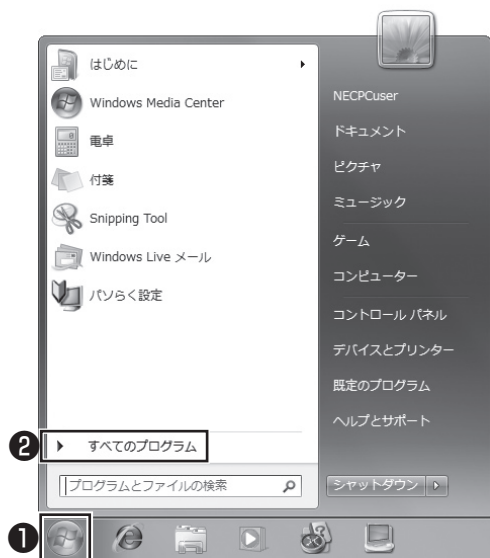 はじめに
Windows Media Center
電卓
付箋
Snipping Tool
Windows Live メール
パソらく設定
❷ すべてのプログラム
プログラムとファイルの検索
❶
NECPCuser
ドキュメント
ピクチャ
ミュージック
ゲーム
コンピューター
コントロール パネル
デバイスとプリンター
既定のプログラム
ヘルプとサポート
シャットダウン